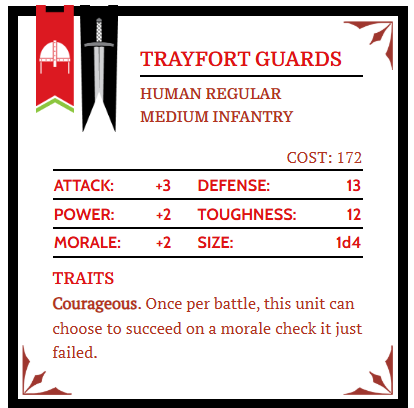 TRAYFORT GUARDS
HUMAN REGULAR
MEDIUM INFANTRY
COST: 172
ATTACK: +3 DEFENSE: 13
POWER: +2 TOUGHNESS: 12
MORALE: +2 SIZE: 1d4
TRAITS
Courageous. Once per battle, this unit can
choose to succeed on a morale check it just
failed.